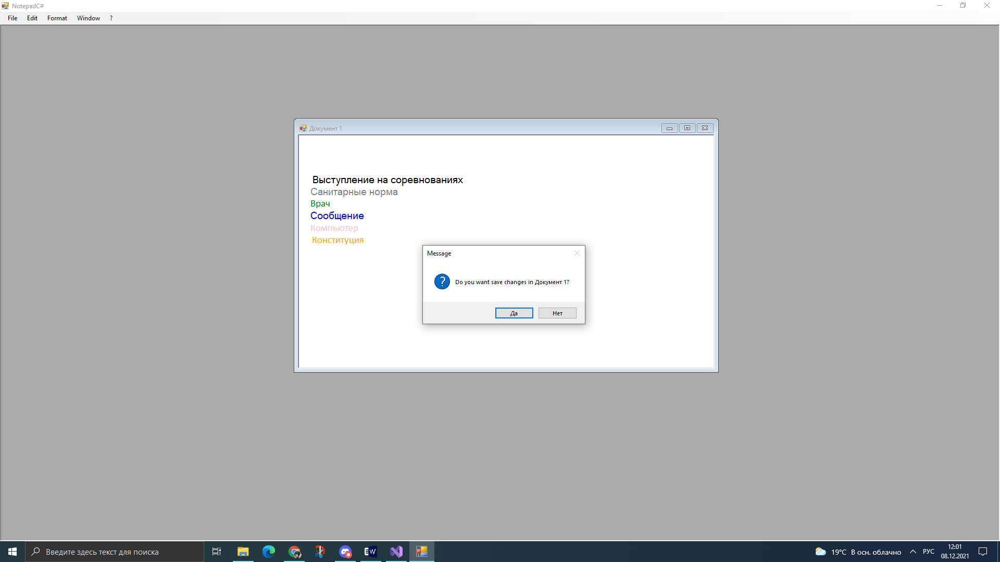 NotepadC#
File Edit Format Window ?
Документ 1
Выступление на соревнованиях
Санитарные норма
Врач
Сообщение
Компьютер
Конституция
Message
Do you want save changes in Документ 1?
Да Нет
Введите здесь текст для поиска
EW
19°C В осн. облачно
РУС
12:01
08.12.2021